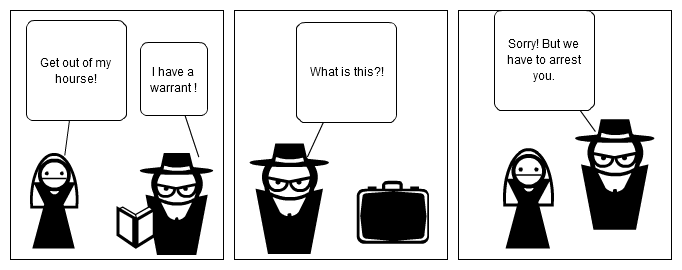 Get out of my
hourse!
I have a
warrant !
What is this?!
Sorry! But we
have to arrest
you.